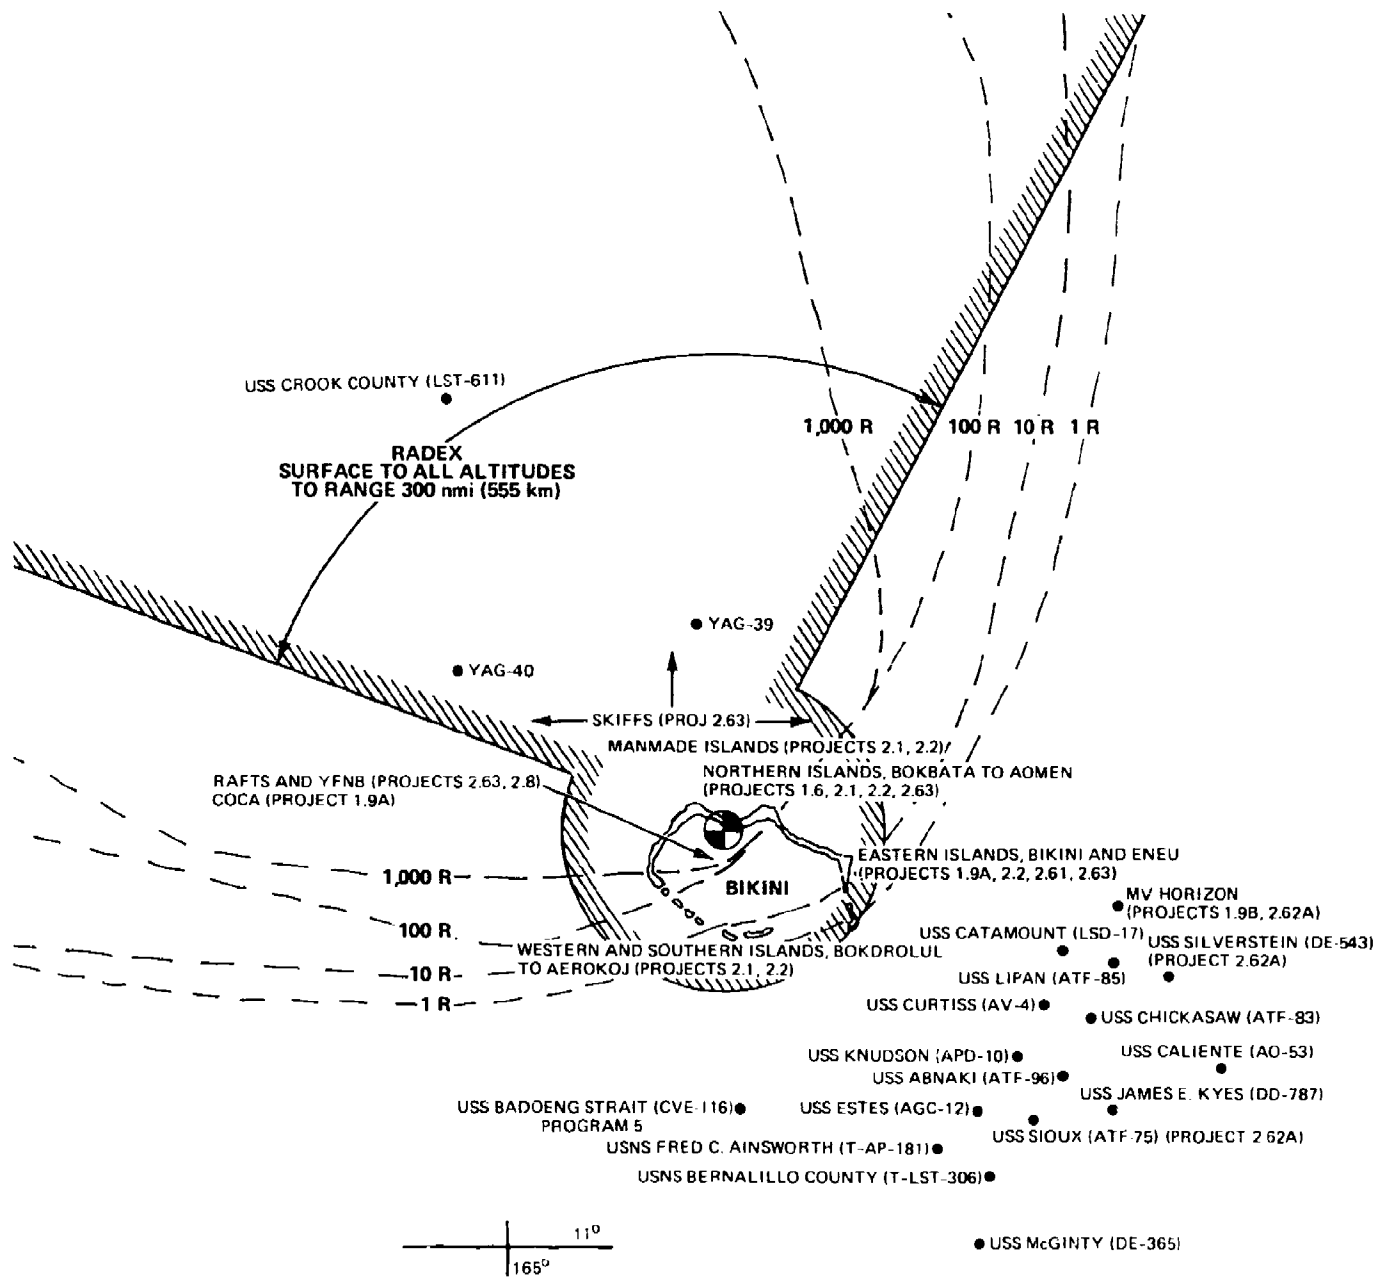 USS CROOK COUNTY (LST-611)
RADEX
SURFACE TO ALL ALTITUDES
TO RANGE 300 nmi (555 km)
1,000 R
100 R
10 R
1 R
YAG-39
YAG-40
SKIFFS (PROJ 2.63)
MANMADE ISLANDS (PROJECTS 2.1, 2.2)
NORTHERN ISLANDS, BOKBATA TO AOMEN
(PROJECTS 1.6, 2.1, 2.2, 2.63)
RAFTS AND YFNB (PROJECTS 2.63, 2.8)
COCA (PROJECT 1.9A)
EASTERN ISLANDS, BIKINI AND ENEU
(PROJECTS 1.9A, 2.2, 2.61, 2.63)
BIKINI
1,000 R
100 R
10 R
1 R
WESTERN AND SOUTHERN ISLANDS, BOKDROLUL
TO AEROKOJ (PROJECTS 2.1, 2.2)
MV HORIZON
(PROJECTS 1.9B, 2.62A)
USS CATAMOUNT (LSD-17)
USS SILVERSTEIN (DE-543)
(PROJECT 2.62A)
USS LIPAN (ATF-85)
USS CURTISS (AV-4)
USS CHICKASAW (ATF-83)
USS KNUDSON (APD-10)
USS CALIENTE (AO-53)
USS ABNAKI (ATF-96)
USS JAMES E. KYES (DD-787)
USS BADOENG STRAIT (CVE-116)
PROGRAM 5
USS ESTES (AGC-12)
USS SIOUX (ATF-75) (PROJECT 2 62A)
USNS FRED C. AINSWORTH (T-AP-181)
USNS BERNALILLO COUNTY (T-LST-306)
USS McGINTY (DE-365)
11°
165°